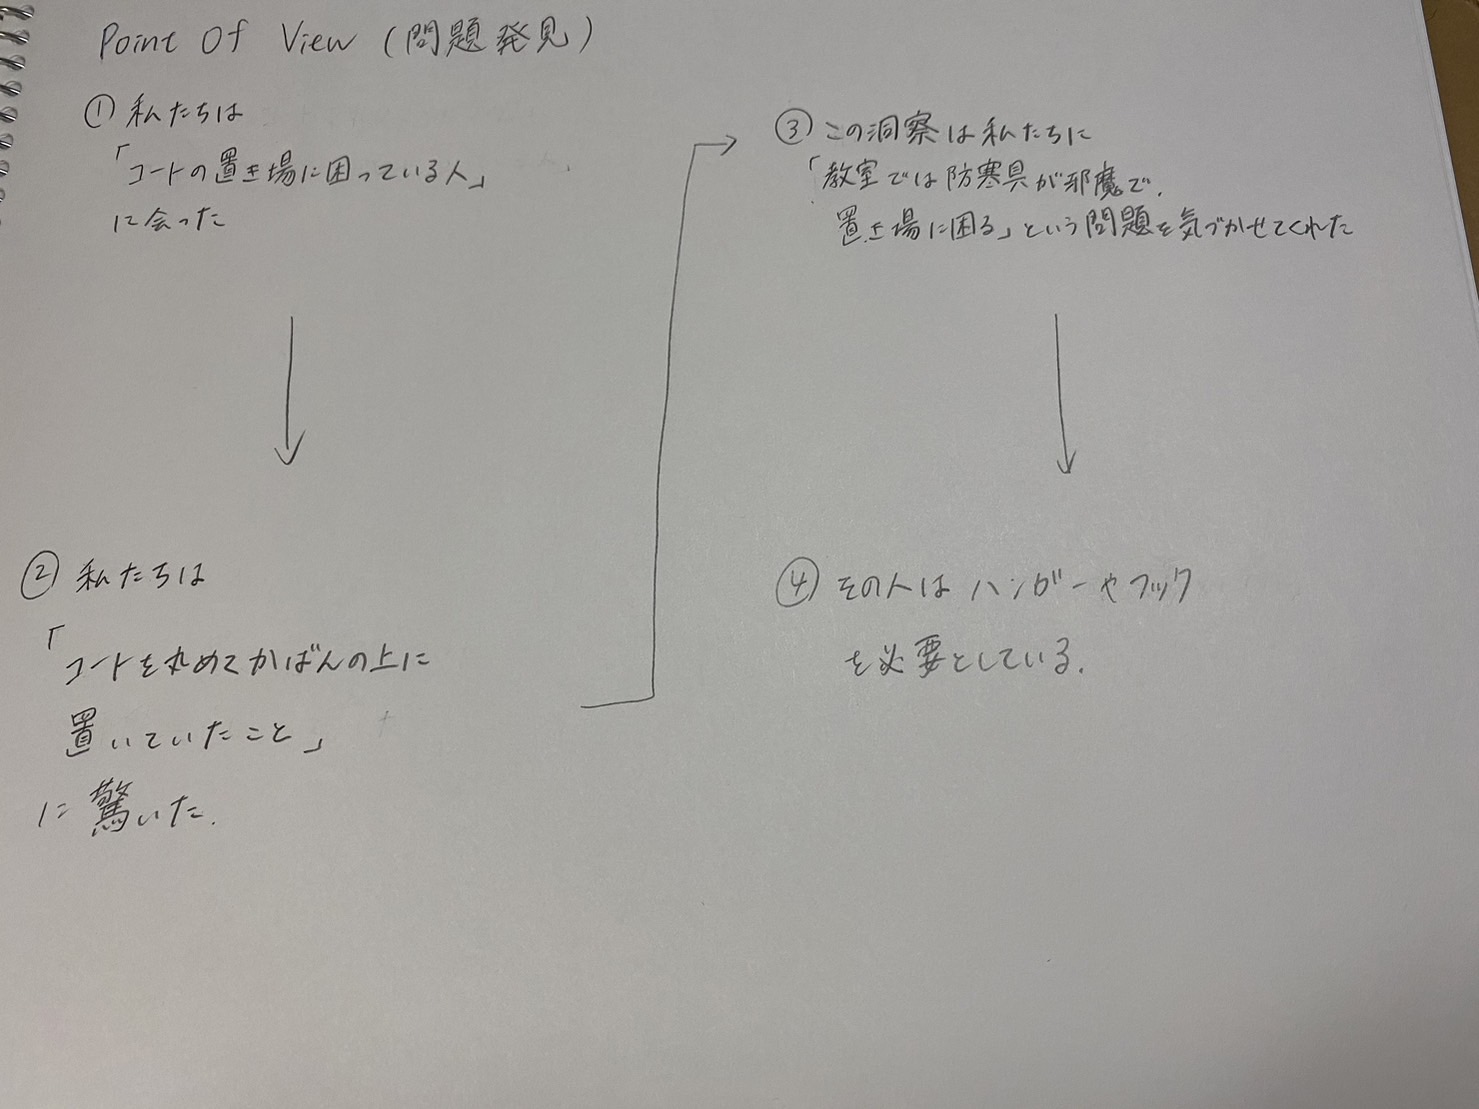 Point Of View (問題発見)
① 私たちは
「コートの置き場に困っている人」
に会った
② 私たちは
「コートを丸めてかばんの上に
置いていたこと」
に驚いた.
③ この洞察は私たちに
「教室では防寒具が邪魔で、
置き場に困る」という問題を気づかせてくれた
④ その人はハンガーやフック
を必要としている.